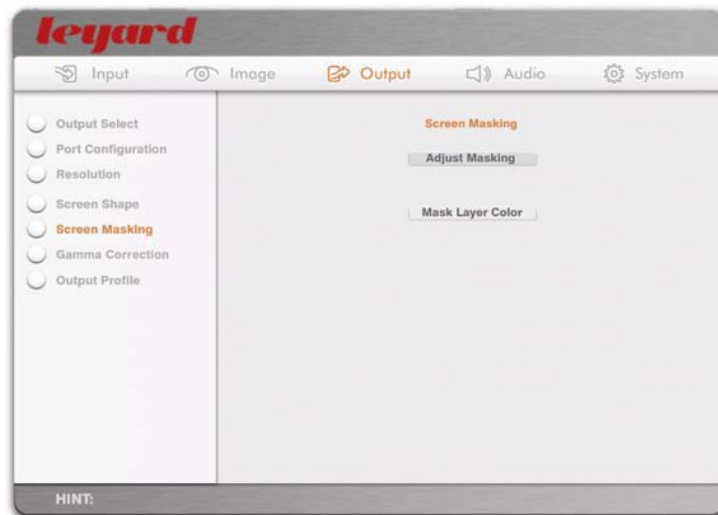 leyard
Input Image Output Audio System
Output Select
Port Configuration
Resolution
Screen Shape
Screen Masking
Gamma Correction
Output Profile
Screen Masking
Adjust Masking
Mask Layer Color
HINT: